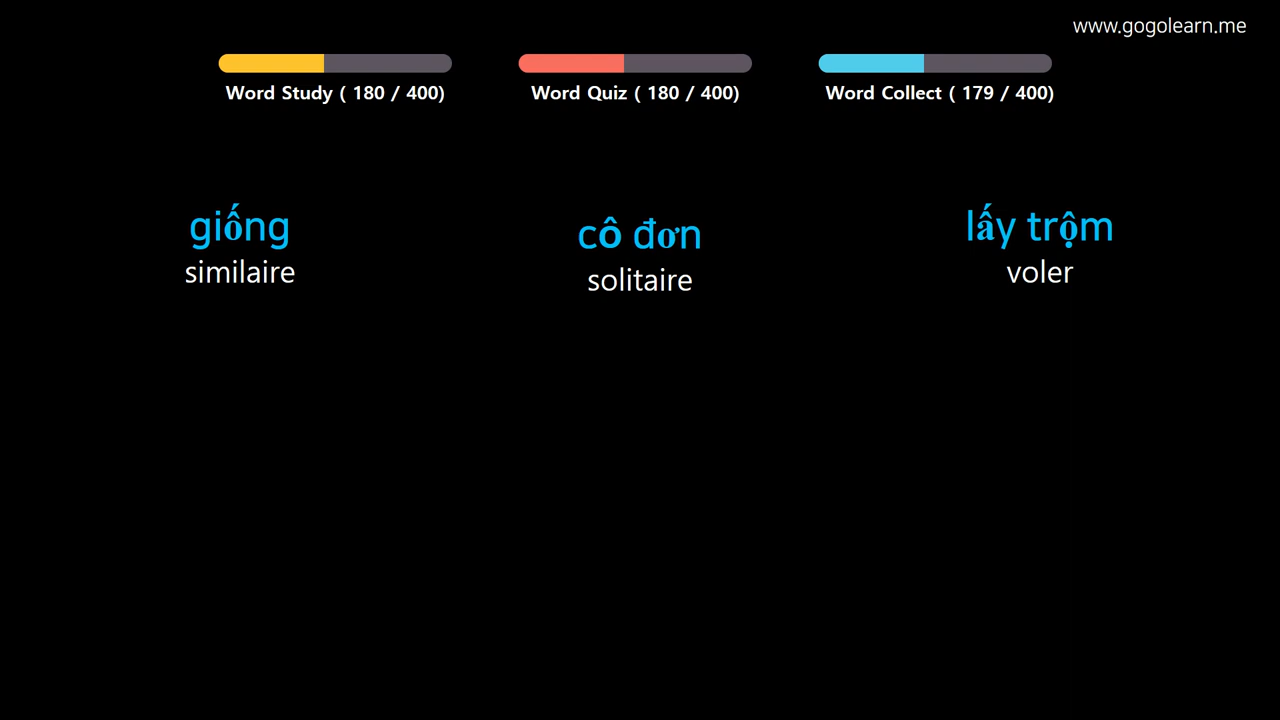 www.gogolearn.me
Word Study ( 180 / 400)
Word Quiz ( 180 / 400)
Word Collect ( 179 / 400)
giống
similaire
cô đơn
solitaire
lấy trộm
voler